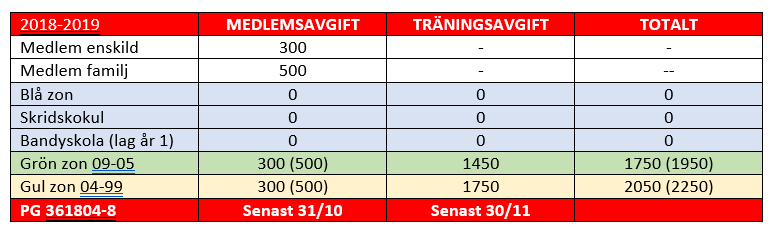 2018-2019 MEDLEMSAVGIFT TRÄNINGSAVGIFT TOTALT
Medlem enskild 300 - -
Medlem familj 500 - --
Blå zon 0 0 0
Skridskokul 0 0 0
Bandyskola (lag år 1) 0 0 0
Grön zon 09-05 300 (500) 1450 1750 (1950)
Gul zon 04-99 300 (500) 1750 2050 (2250)
PG 361804-8 Senast 31/10 Senast 30/11